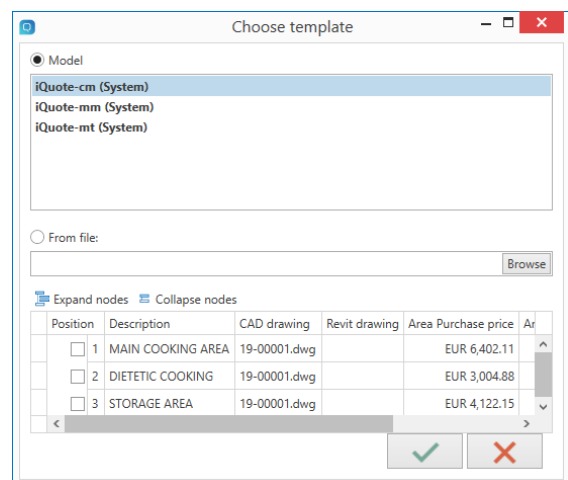 Choose template
Model
iQuote-cm (System)
iQuote-mm (System)
iQuote-mt (System)
From file:
Browse
Expand nodes Collapse nodes
Position Description CAD drawing Revit drawing Area Purchase price Ar
1 MAIN COOKING AREA 19-00001.dwg EUR 6,402.11
2 DIETETIC COOKING 19-00001.dwg EUR 3,004.88
3 STORAGE AREA 19-00001.dwg EUR 4,122.15